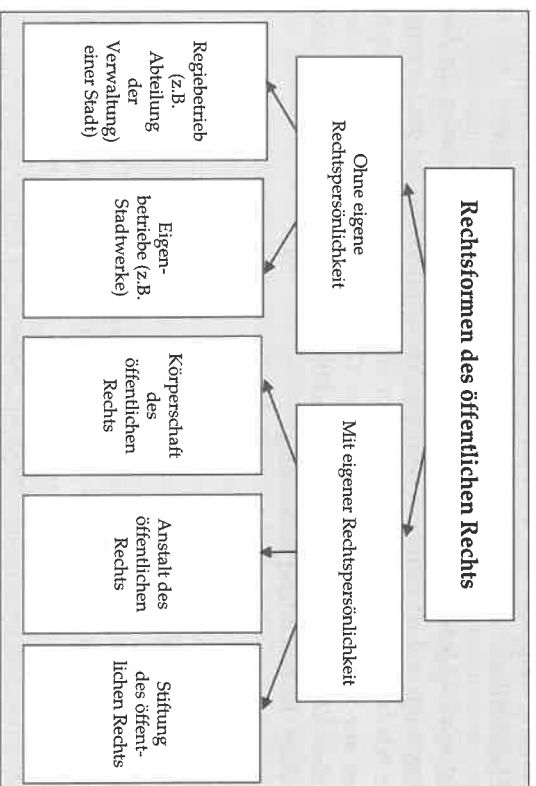 Rechtsformen des öffentlichen Rechts
Ohne eigene
Rechtspersönlichkeit
Mit eigener Rechtspersönlichkeit
Regiebetrieb
(z.B.
Abteilung
der
Verwaltung)
einer Stadt)
Eigen-
betriebe (z.B.
Stadtwerke)
Körperschaft
des
öffentlichen
Rechts
Anstalt des
öffentlichen
Rechts
Stiftung
des öffent-
lichen Rechts